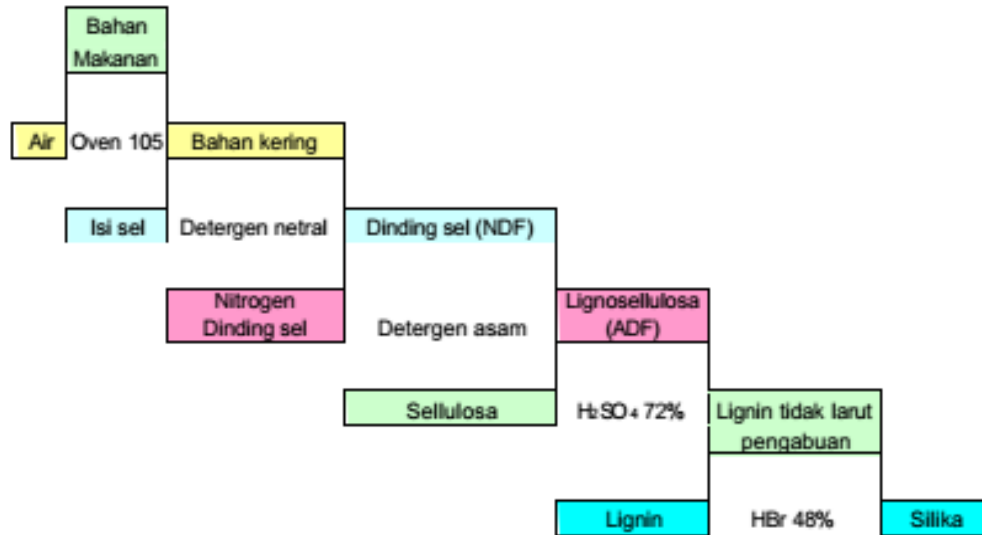 Bahan
Makanan
Air
Oven 105
Bahan kering
Isi sel
Detergen netral
Dinding sel (NDF)
Nitrogen
Dinding sel
Detergen asam
Lignosellulosa
(ADF)
Sellulosa
H₂SO₄ 72%
Lignin tidak larut
pengabuan
Lignin
HBr 48%
Silika